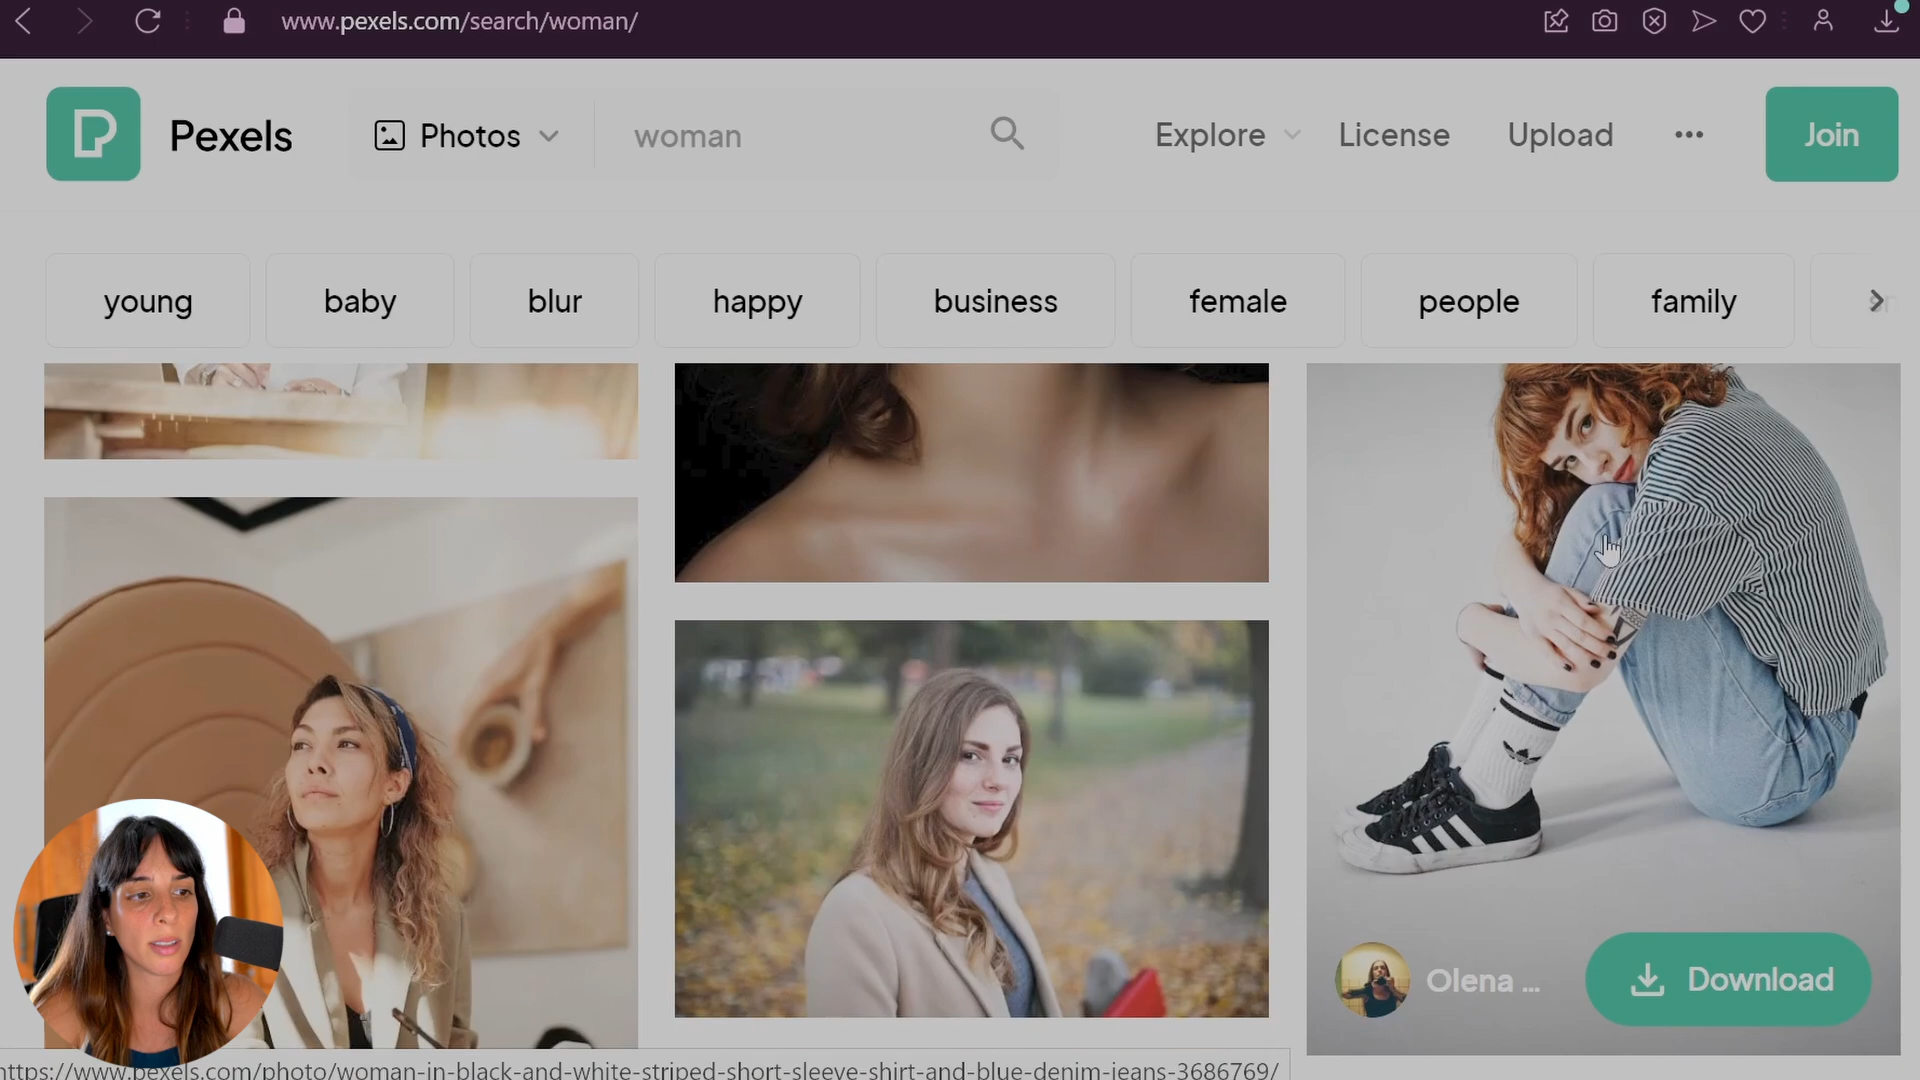 www.pexels.com/search/woman/
Pexels
Photos
woman
Explore
License
Upload
Join
young
baby
blur
happy
business
female
people
family
Olena ...
Download
https://www.pexels.com/photo/woman-in-black-and-white-striped-short-sleeve-shirt-and-blue-denim-jeans-3686769/